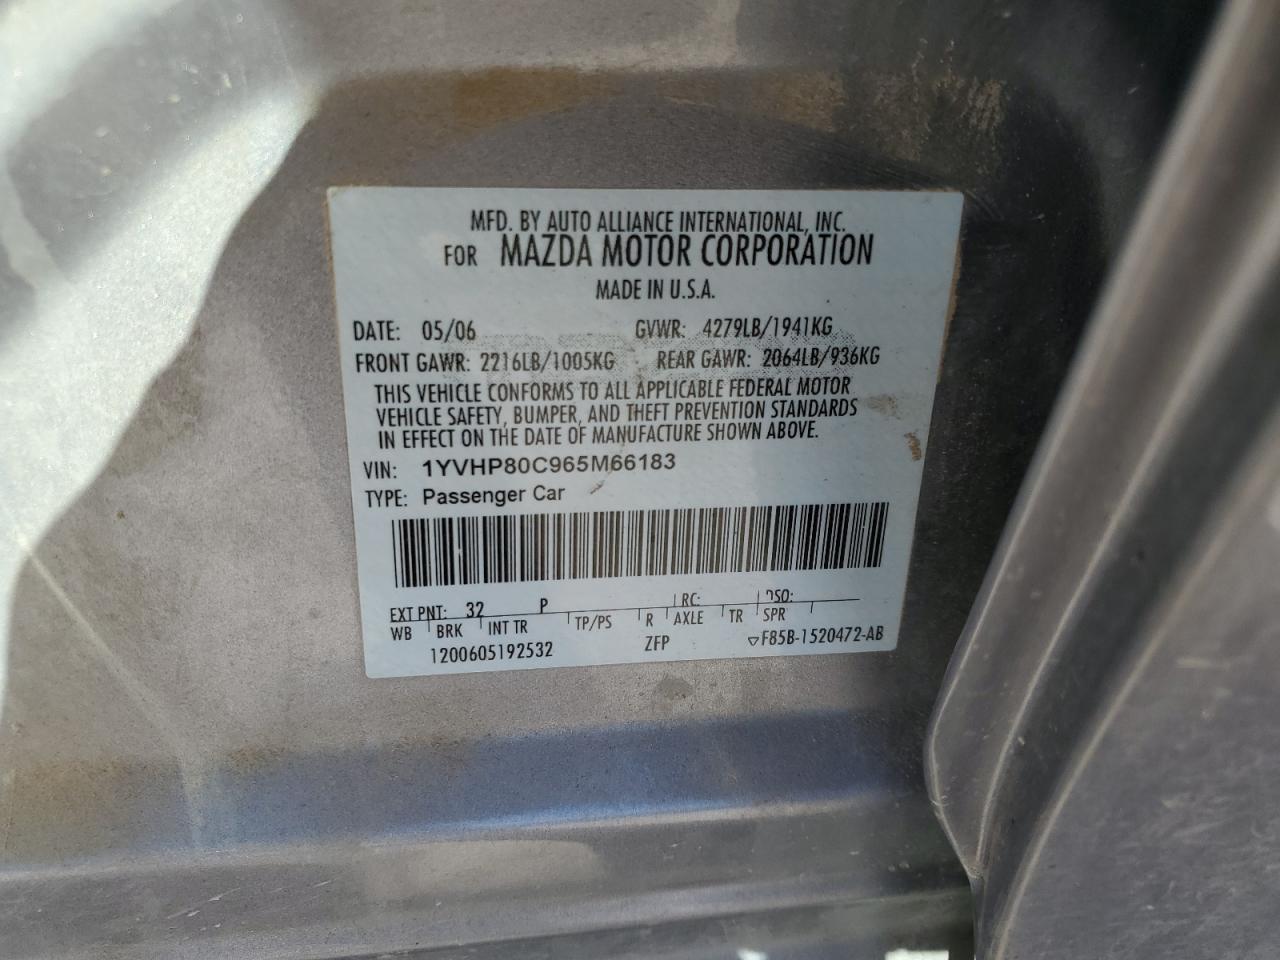 MFD. BY AUTO ALLIANCE INTERNATIONAL, INC.
FOR MAZDA MOTOR CORPORATION
MADE IN U.S.A.
DATE: 05/06 GVWR: 4279LB/1941KG
FRONT GAWR: 2216LB/1005KG REAR GAWR: 2064LB/936KG
THIS VEHICLE CONFORMS TO ALL APPLICABLE FEDERAL MOTOR
VEHICLE SAFETY, BUMPER, AND THEFT PREVENTION STANDARDS
IN EFFECT ON THE DATE OF MANUFACTURE SHOWN ABOVE.
VIN: 1YVHP80C965M66183
TYPE: Passenger Car
EXT PNT: 32 P RC: DSO:
WB BRK INT TR TP/PS R AXLE TR SPR
1200605192532 ZFP F85B-1520472-AB